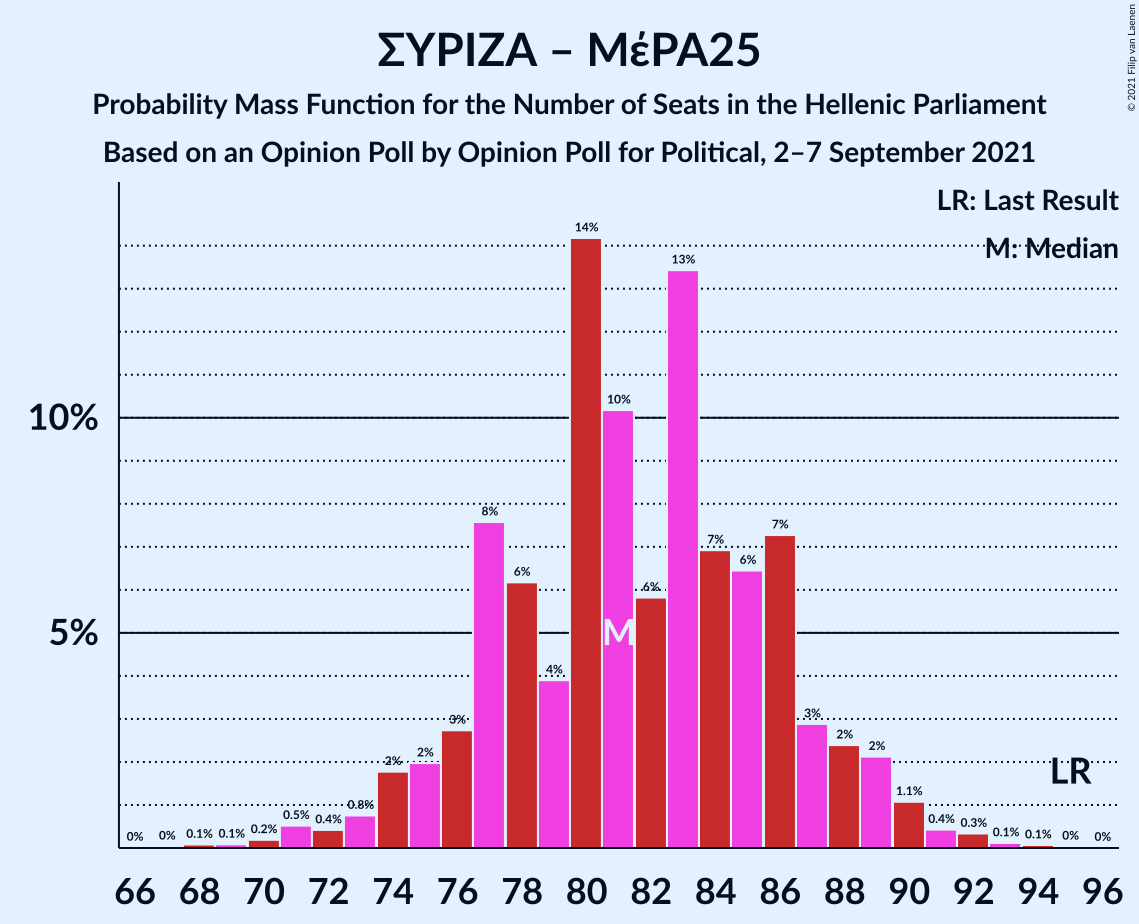 ΣΥΡΙΖΑ – ΜέΡΑ25
Probability Mass Function for the Number of Seats in the Hellenic Parliament
Based on an Opinion Poll by Opinion Poll for Political, 2–7 September 2021
© 2021 Filip van Laenen
LR: Last Result
M: Median
14%
13%
10%
10%
8%
7%
7%
6%
6%
6%
5%
M
4%
3%
3%
2%
2%
2%
2%
LR
1.1%
0.8%
0.5%
0.4%
0.4%
0.3%
0% 0% 0.1% 0.1% 0.2% 0.1% 0.1% 0% 0%
66 68 70 72 74 76 78 80 82 84 86 88 90 92 94 96